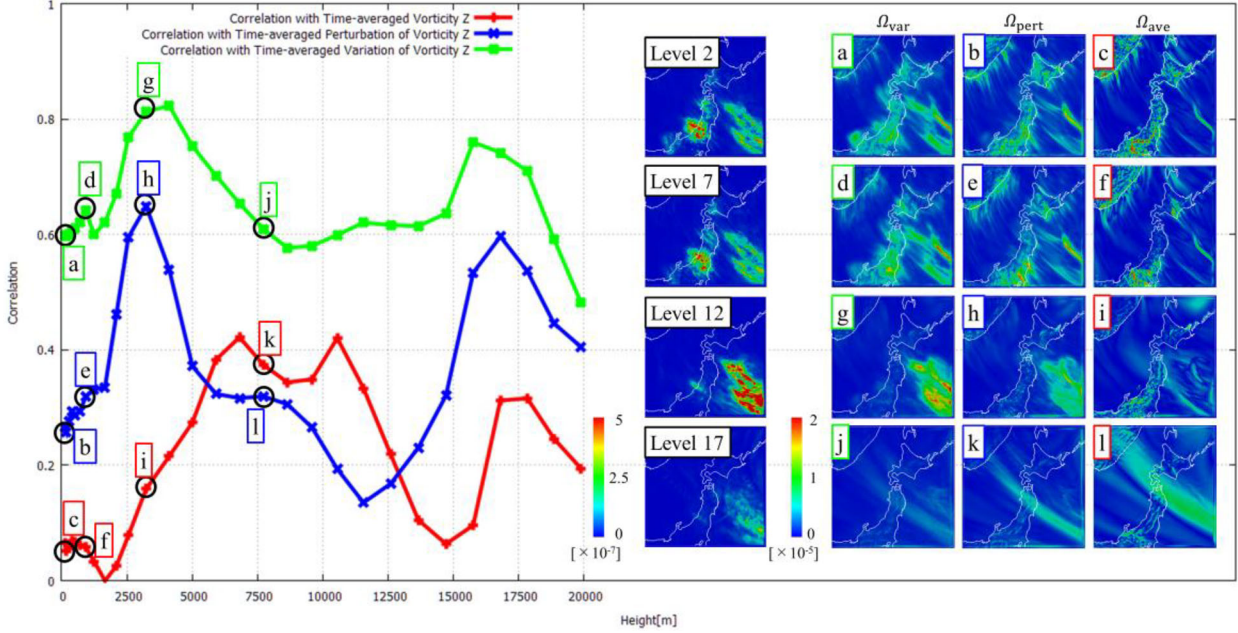 Correlation with Time-averaged Vorticity Z
Correlation with Time-averaged Perturbation of Vorticity Z
Correlation with Time-averaged Variation of Vorticity Z
1
0.8
0.6
0.4
0.2
0
Correlation
0 2500 5000 7500 10000 12500 15000 17500 20000
Height[m]
g
d
h
a
j
e
k
b
l
i
c
f
5
2.5
0
[ ×10-7]
2
1
0
[ ×10-5]
Ωvar Ωpert Ωave
Level 2 a b c
Level 7 d e f
Level 12 g h i
Level 17 j k l